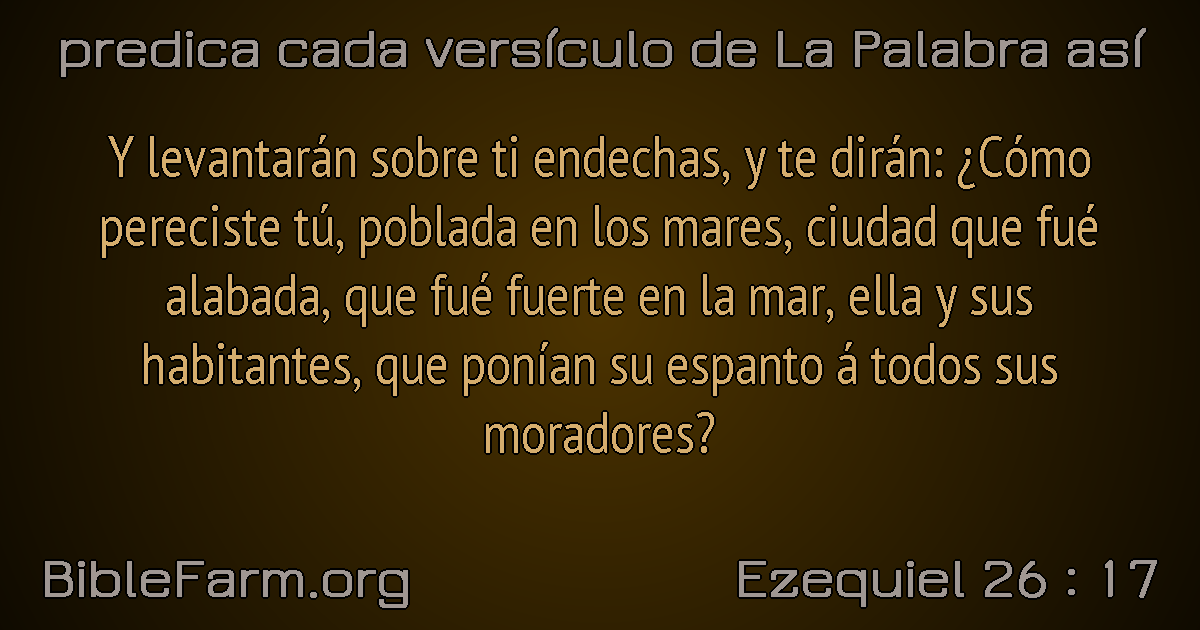 predica cada versículo de La Palabra así
Y levantarán sobre ti endechas, y te dirán: ¿Cómo
pereciste tú, poblada en los mares, ciudad que fué
alabada, que fué fuerte en la mar, ella y sus
habitantes, que ponían su espanto á todos sus
moradores?
BibleFarm.org
Ezequiel 26 : 17